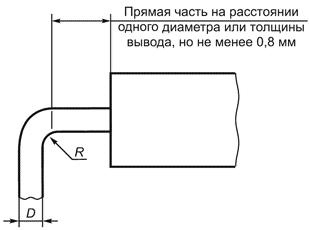 Прямая часть на расстоянии
одного диаметра или толщины
вывода, но не менее 0,8 мм
R
D